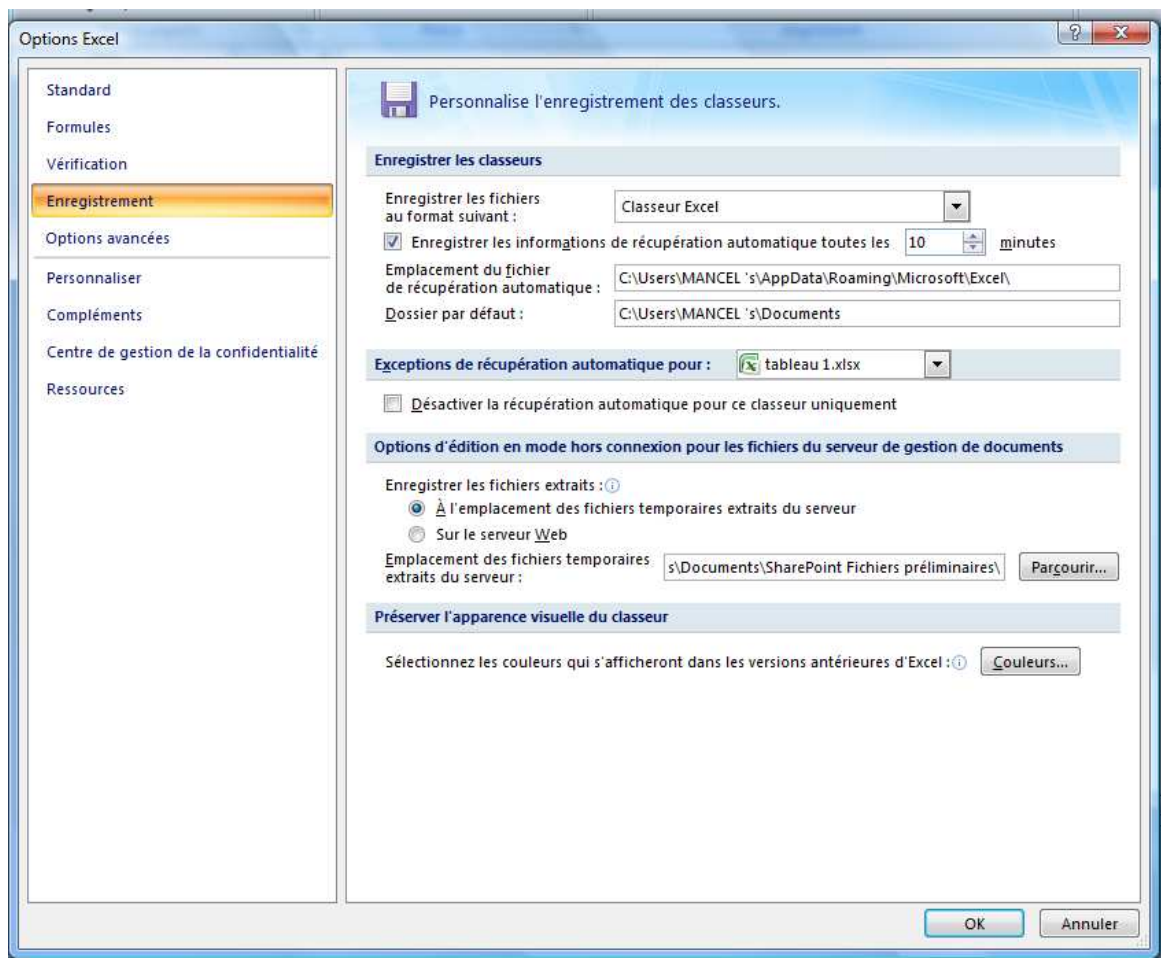 Options Excel
Standard
Formules
Vérification
Enregistrement
Options avancées
Personnaliser
Compléments
Centre de gestion de la confidentialité
Ressources
Personnalise l'enregistrement des classeurs.
Enregistrer les classeurs
Enregistrer les fichiers
au format suivant : Classeur Excel
Enregistrer les informations de récupération automatique toutes les 10 minutes
Emplacement du fichier
de récupération automatique : C:\Users\MANCEL 's\AppData\Roaming\Microsoft\Excel\
Dossier par défaut : C:\Users\MANCEL 's\Documents
Exceptions de récupération automatique pour : tableau 1.xlsx
Désactiver la récupération automatique pour ce classeur uniquement
Options d'édition en mode hors connexion pour les fichiers du serveur de gestion de documents
Enregistrer les fichiers extraits :
À l'emplacement des fichiers temporaires extraits du serveur
Sur le serveur Web
Emplacement des fichiers temporaires
extraits du serveur : s\Documents\SharePoint Fichiers préliminaires\ Parcourir...
Préserver l'apparence visuelle du classeur
Sélectionnez les couleurs qui s'afficheront dans les versions antérieures d'Excel : Couleurs...
OK Annuler